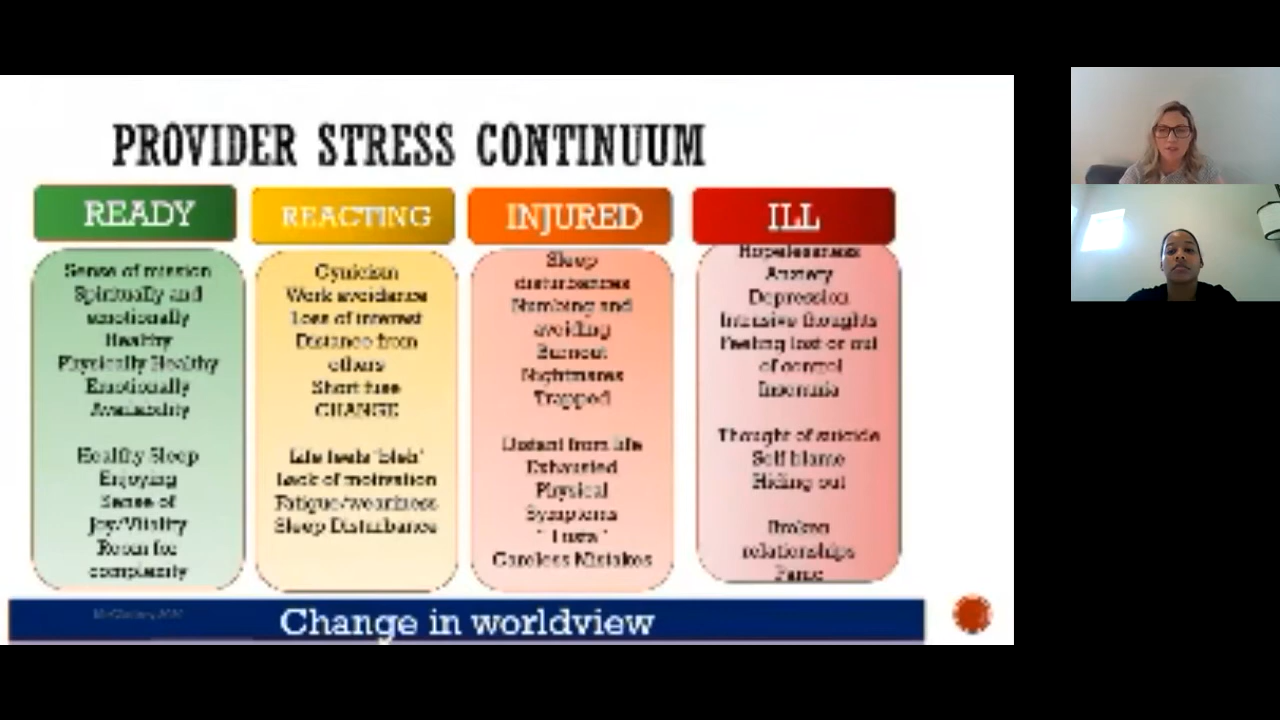 PROVIDER STRESS CONTINUUM
READY
Sense of mission
Spiritually and
emotionally
Healthy
Physically Healthy
Emotionally
Availability
Healthy Sleep
Enjoying
Sense of
Joy/Vitality
Room for
complexity
REACTING
Cynicism
Work avoidance
Loss of interest
Distance from
others
Short fuse
CHANGE
Life feels "bleh"
Lack of motivation
Fatigue/weariness
Sleep Disturbance
INJURED
Sleep
disturbances
Numbing and
avoiding
Burnout
Nightmares
Trapped
Distant from life
Exhausted
Physical
Symptoms
Careless Mistakes
ILL
Hopelessness
Anxiety
Depression
Intrusive thoughts
Feeling lost or out
of control
Insomnia
Thought of suicide
Self blame
Hiding out
Broken
relationships
Panic
Change in worldview